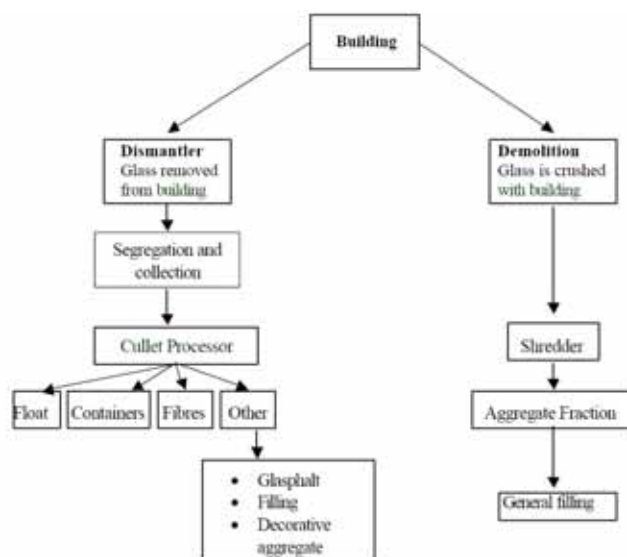 Building
Dismantler
Glass removed
from building
Demolition
Glass is crushed
with building
Segregation and
collection
Cullet Processor
Shredder
Float
Containers
Fibres
Other
Aggregate Fraction
• Glasphalt
• Filling
• Decorative
aggregate
General filling